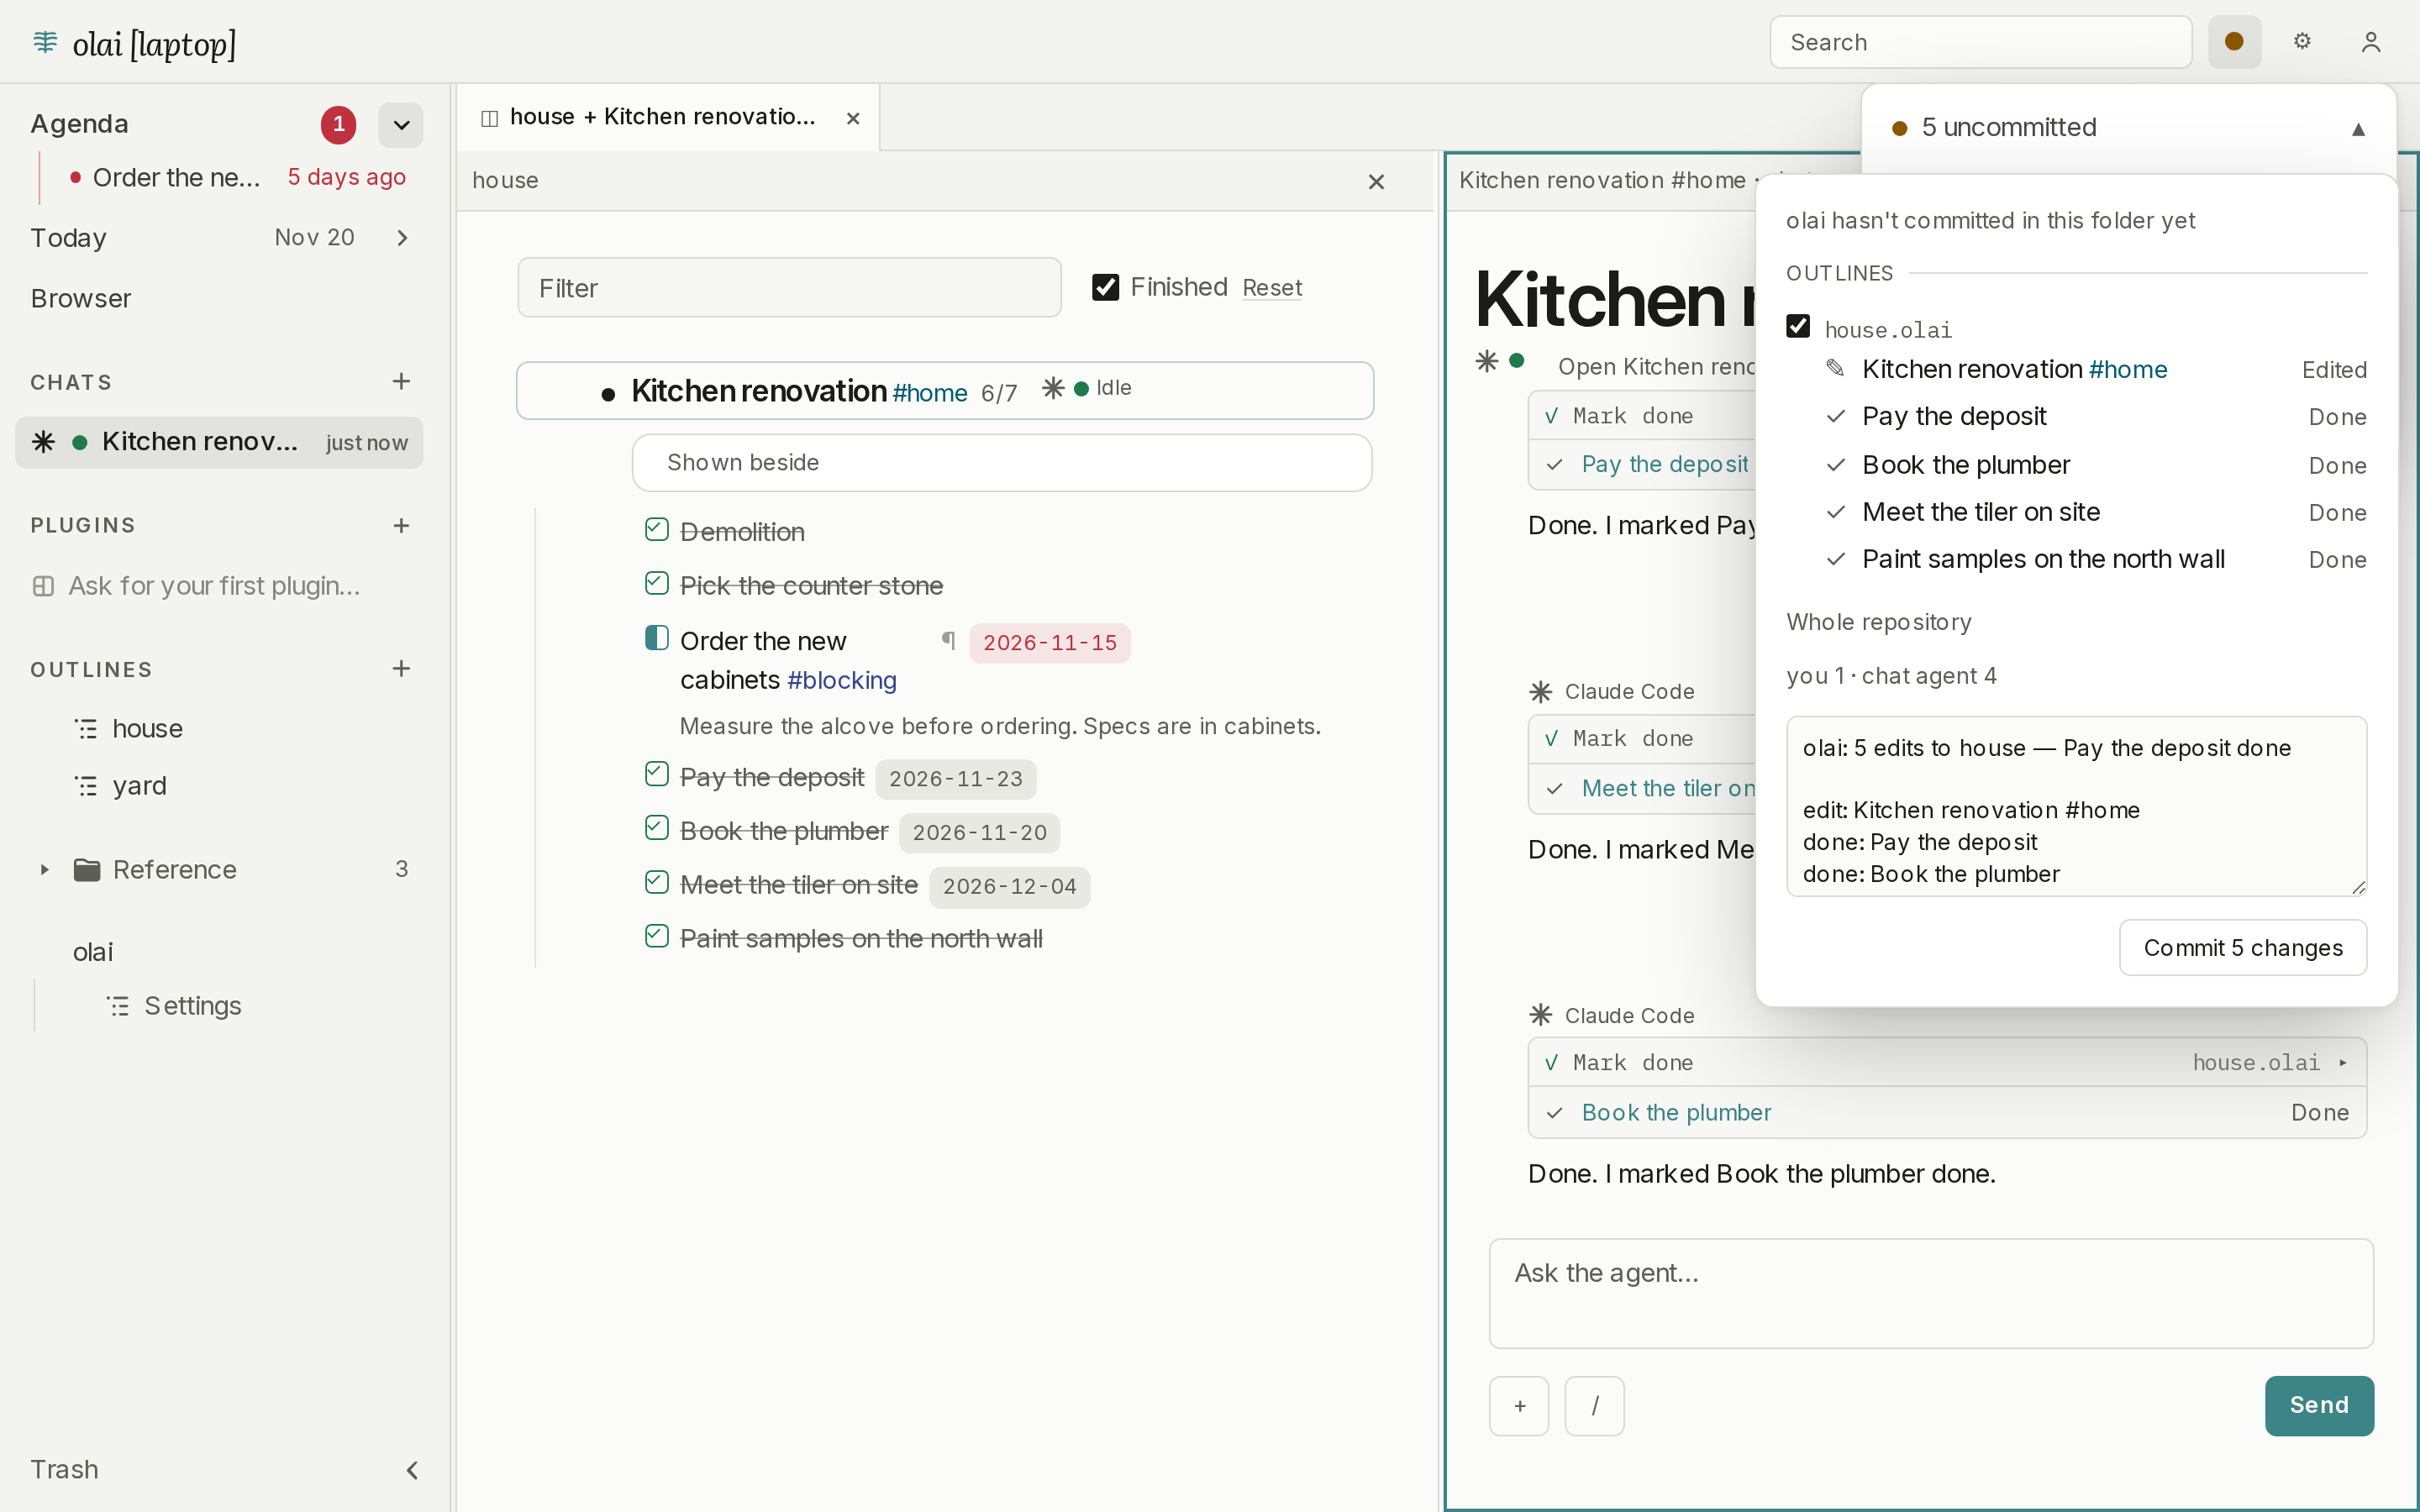 olai [laptop]
Search
Agenda
1
Order the ne...
5 days ago
Today
Nov 20
Browser
CHATS
Kitchen renov...
just now
PLUGINS
Ask for your first plugin...
OUTLINES
house
yard
Reference
3
olai
Settings
Trash
house + Kitchen renovatio...
house
Filter
Finished
Reset
Kitchen renovation #home 6/7
Idle
Shown beside
Demolition
Pick the counter stone
Order the new
cabinets #blocking
¶
2026-11-15
Measure the alcove before ordering. Specs are in cabinets.
Pay the deposit 2026-11-23
Book the plumber 2026-11-20
Meet the tiler on site 2026-12-04
Paint samples on the north wall
Kitchen renovation #home ·
Kitchen
Open Kitchen
Mark done
Pay the deposit
Done. I marked Pay
Claude Code
Mark done
Meet the tiler on
Done. I marked
Claude Code
Mark done
house.olai
Book the plumber
Done
Done. I marked Book the plumber done.
Ask the agent...
+
/
Send
5 uncommitted
olai hasn't committed in this folder yet
OUTLINES
house.olai
Kitchen renovation #home Edited
Pay the deposit Done
Book the plumber Done
Meet the tiler on site Done
Paint samples on the north wall Done
Whole repository
you 1 · chat agent 4
olai: 5 edits to house — Pay the deposit done
edit: Kitchen renovation #home
done: Pay the deposit
done: Book the plumber
Commit 5 changes